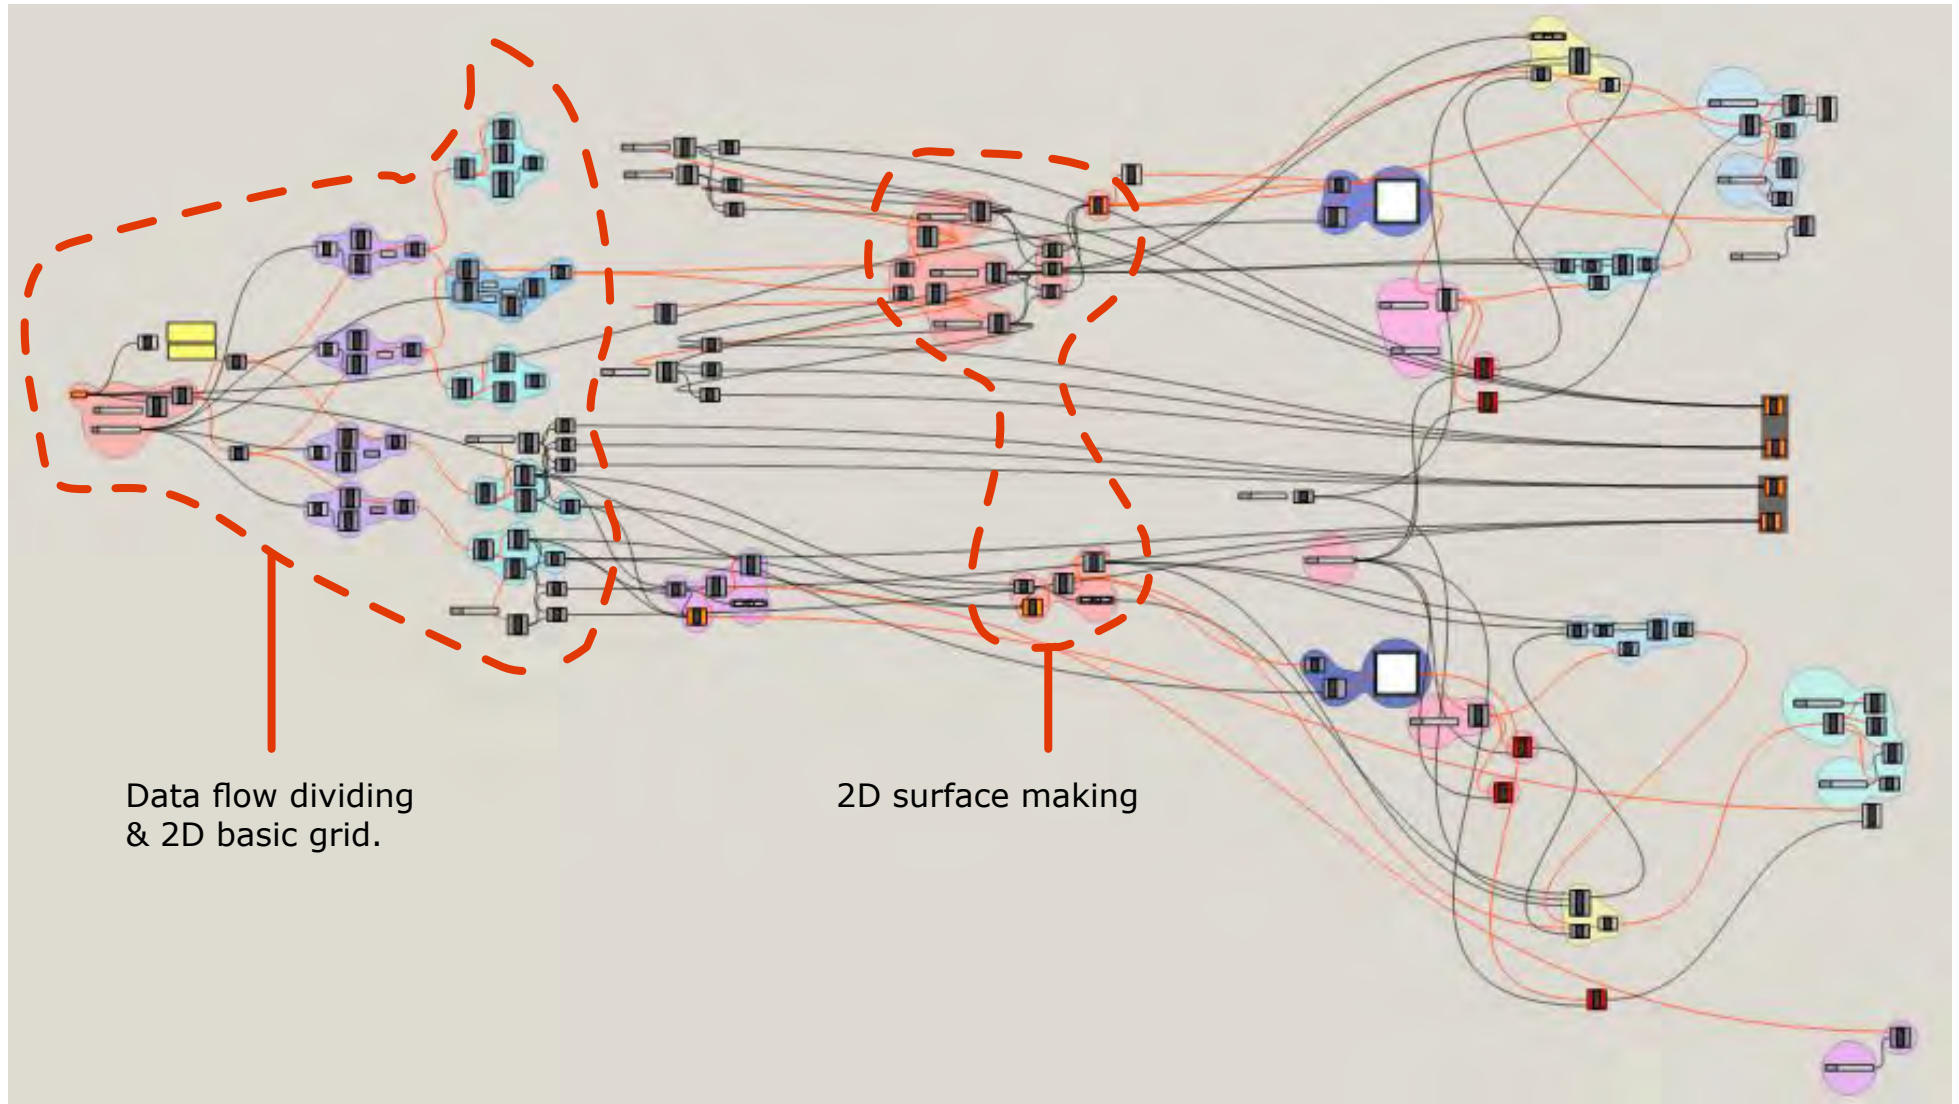 Data flow dividing
& 2D basic grid.
2D surface making